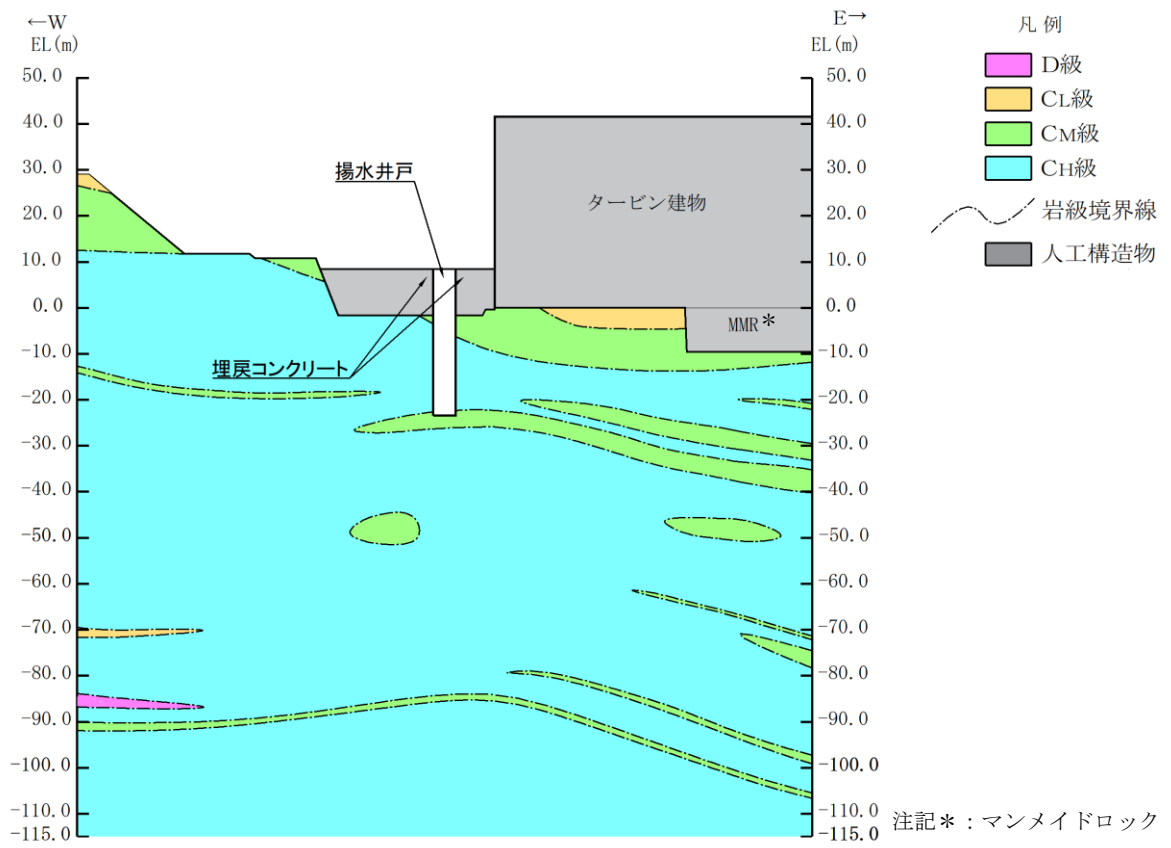 ←W
EL(m)
50.0
40.0
30.0
20.0
10.0
0.0
-10.0
-20.0
-30.0
-40.0
-50.0
-60.0
-70.0
-80.0
-90.0
-100.0
-110.0
-115.0
揚水井戸
タービン建物
MMR*
埋戻コンクリート
E→
EL(m)
50.0
40.0
30.0
20.0
10.0
0.0
-10.0
-20.0
-30.0
-40.0
-50.0
-60.0
-70.0
-80.0
-90.0
-100.0
-110.0
-115.0
凡 例
D級
CL級
CM級
CH級
岩級境界線
人工構造物
注記*：マンメイドロック